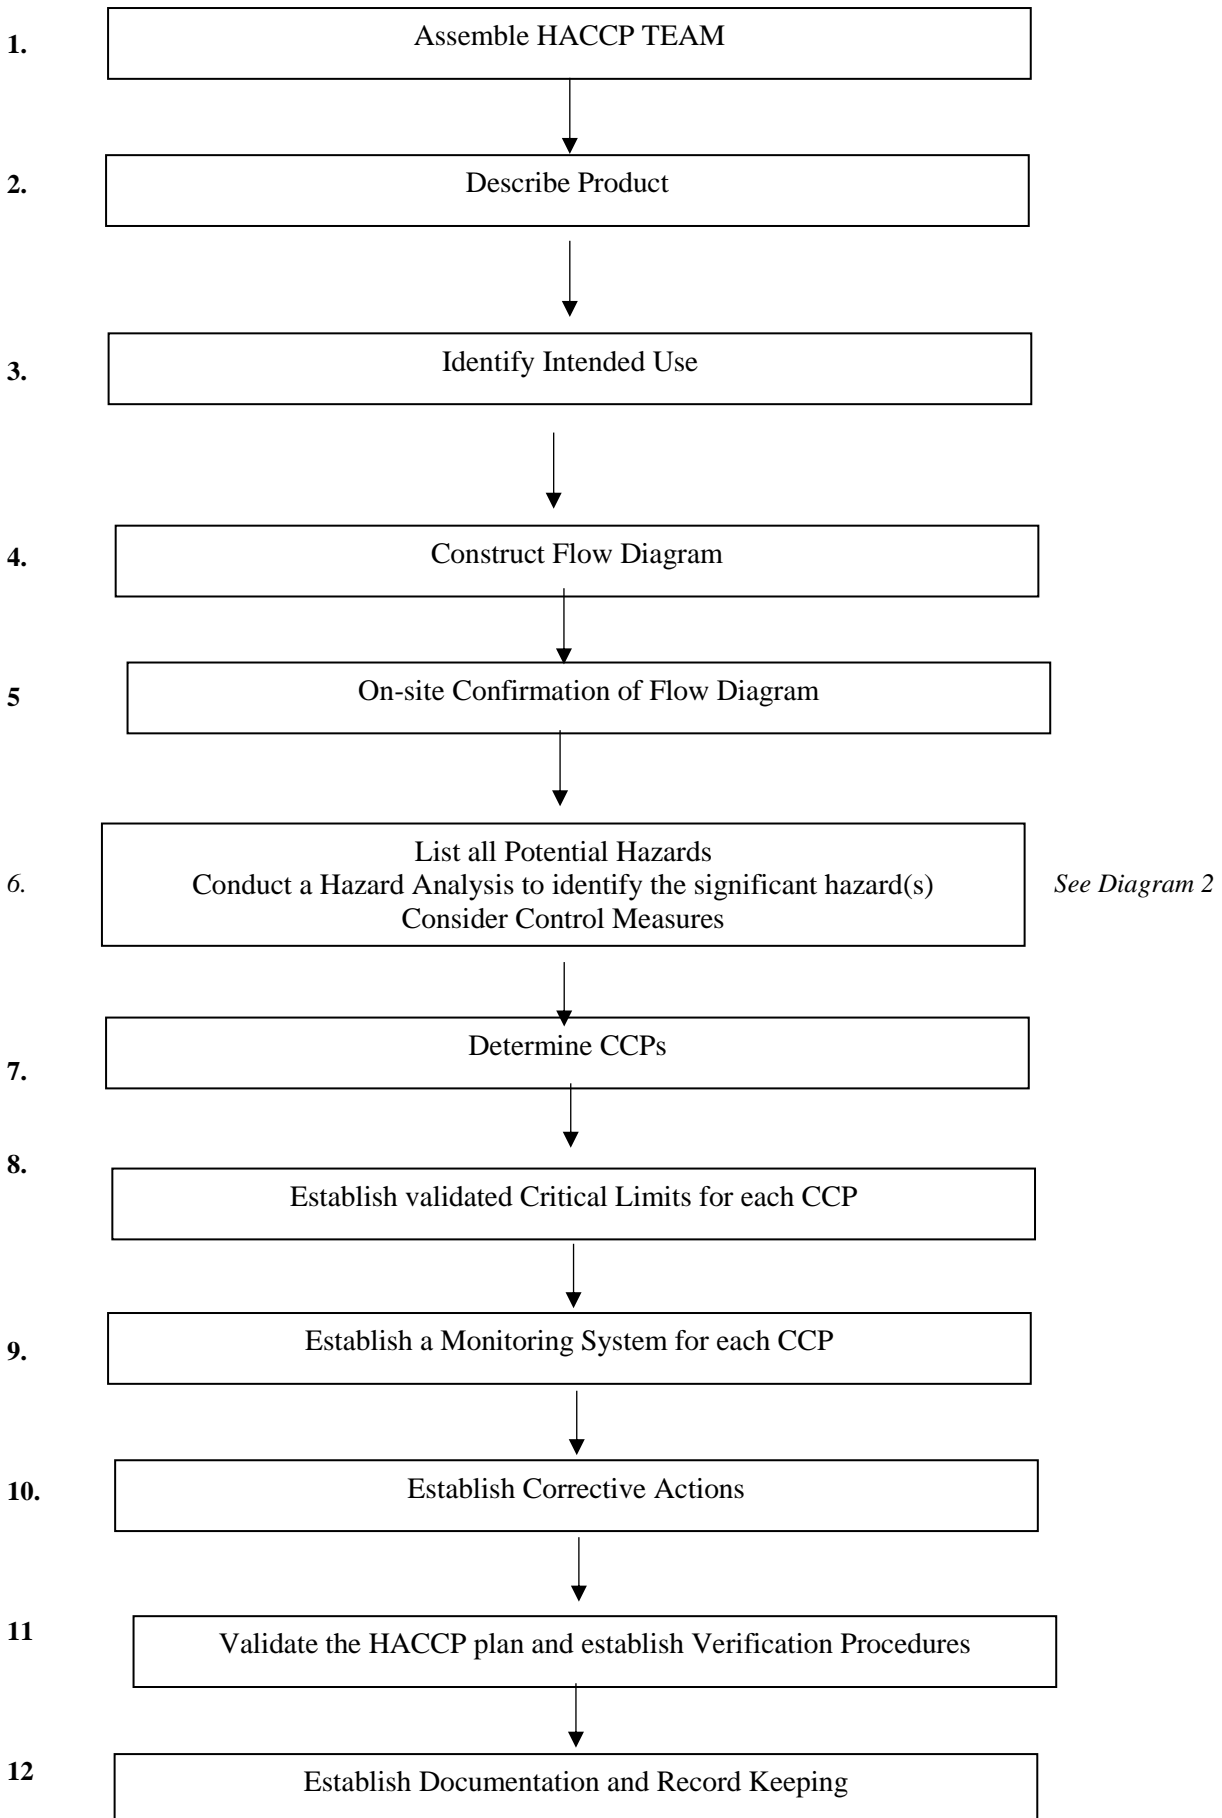 1.
Assemble HACCP TEAM
2.
Describe Product
3.
Identify Intended Use
4.
Construct Flow Diagram
5
On-site Confirmation of Flow Diagram
List all Potential Hazards
6.
Conduct a Hazard Analysis to identify the significant hazard(s)
See Diagram 2
Consider Control Measures
Determine CCPs
7.
8.
Establish validated Critical Limits for each CCP
9.
Establish a Monitoring System for each CCP
10.
Establish Corrective Actions
11
Validate the HACCP plan and establish Verification Procedures
12
Establish Documentation and Record Keeping